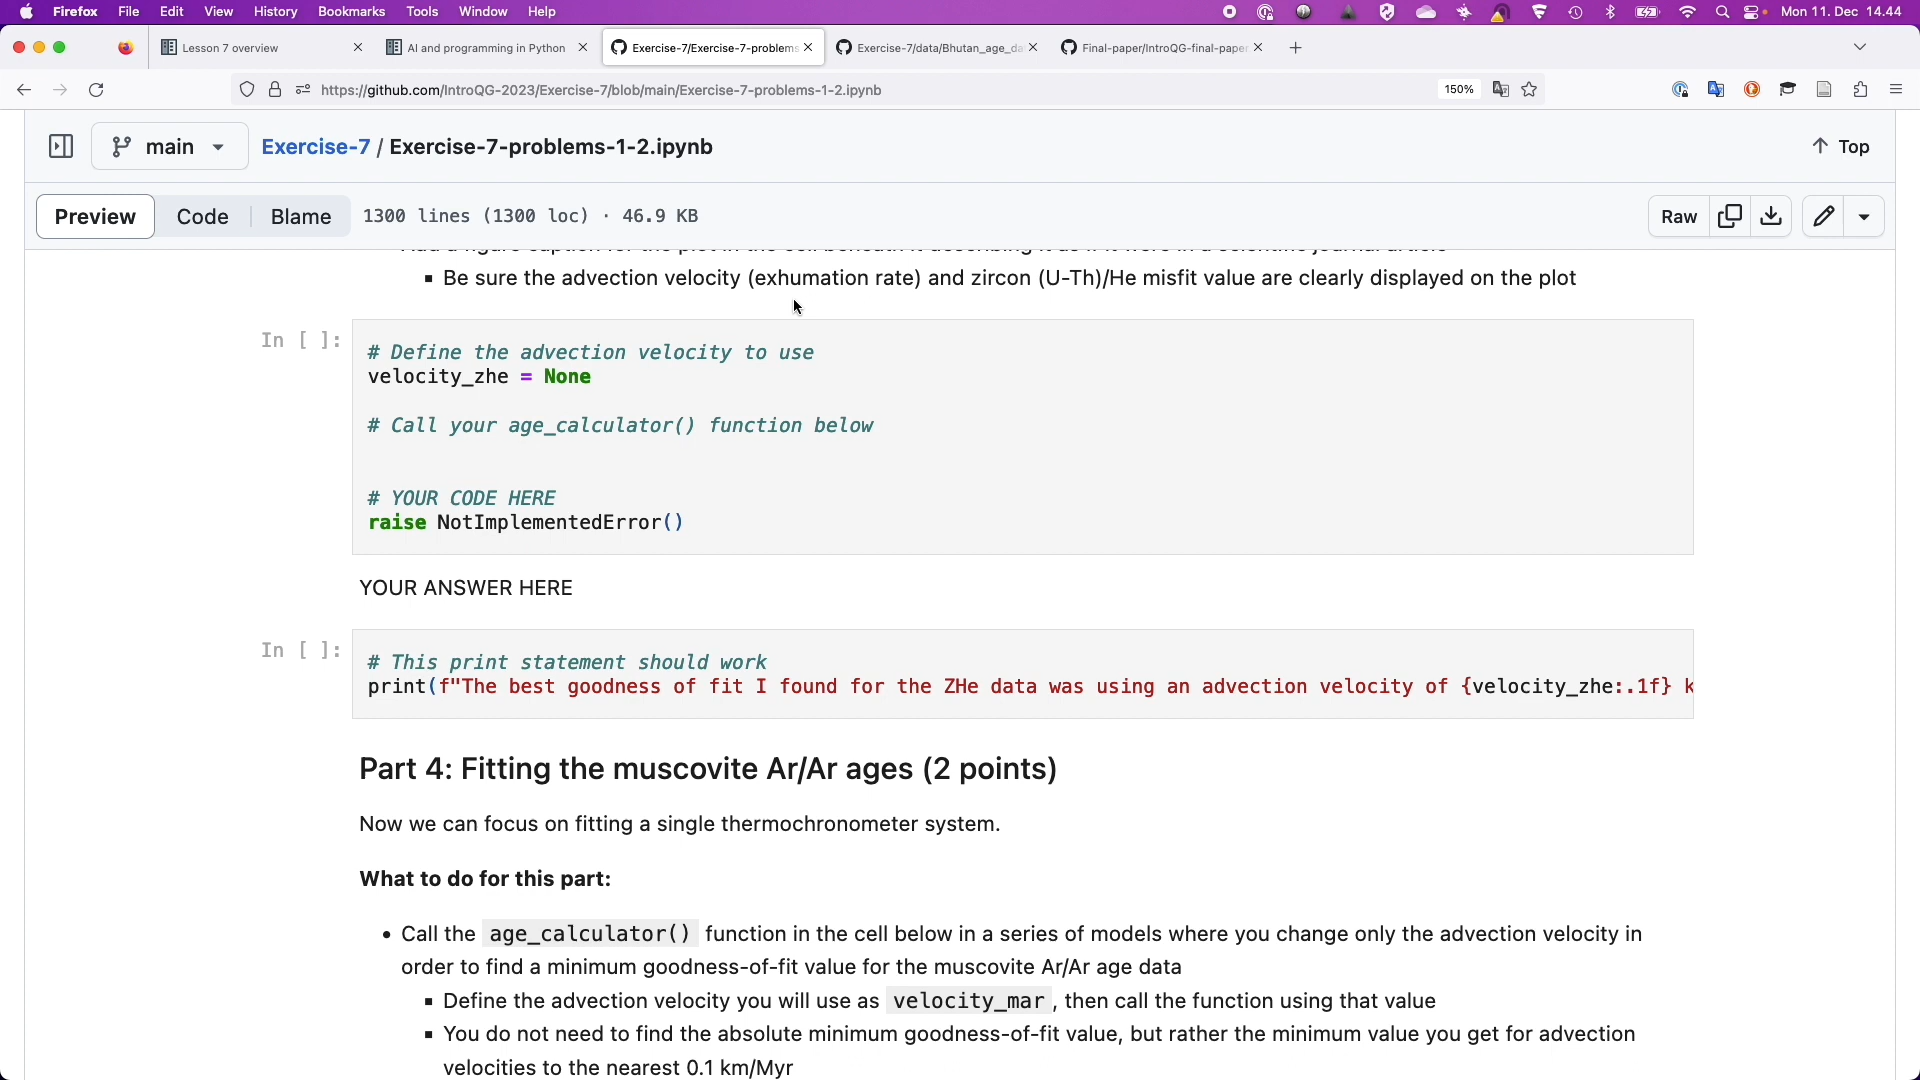 Firefox File Edit View History Bookmarks Tools Window Help Mon 11. Dec 14.44
Lesson 7 overview AI and programming in Python Exercise-7/Exercise-7-problems Exercise-7/data/Bhutan_age_da Final-paper/IntroQG-final-pape
https://github.com/IntroQG-2023/Exercise-7/blob/main/Exercise-7-problems-1-2.ipynb 150%
main Exercise-7 / Exercise-7-problems-1-2.ipynb Top
Preview Code Blame 1300 lines (1300 loc) · 46.9 KB Raw
▪ Be sure the advection velocity (exhumation rate) and zircon (U-Th)/He misfit value are clearly displayed on the plot
In [ ]:
# Define the advection velocity to use
velocity_zhe = None
# Call your age_calculator() function below
# YOUR CODE HERE
raise NotImplementedError()
YOUR ANSWER HERE
In [ ]:
# This print statement should work
print(f"The best goodness of fit I found for the ZHe data was using an advection velocity of {velocity_zhe:.1f} k
Part 4: Fitting the muscovite Ar/Ar ages (2 points)
Now we can focus on fitting a single thermochronometer system.
What to do for this part:
• Call the age_calculator() function in the cell below in a series of models where you change only the advection velocity in
order to find a minimum goodness-of-fit value for the muscovite Ar/Ar age data
▪ Define the advection velocity you will use as velocity_mar , then call the function using that value
▪ You do not need to find the absolute minimum goodness-of-fit value, but rather the minimum value you get for advection
velocities to the nearest 0.1 km/Myr